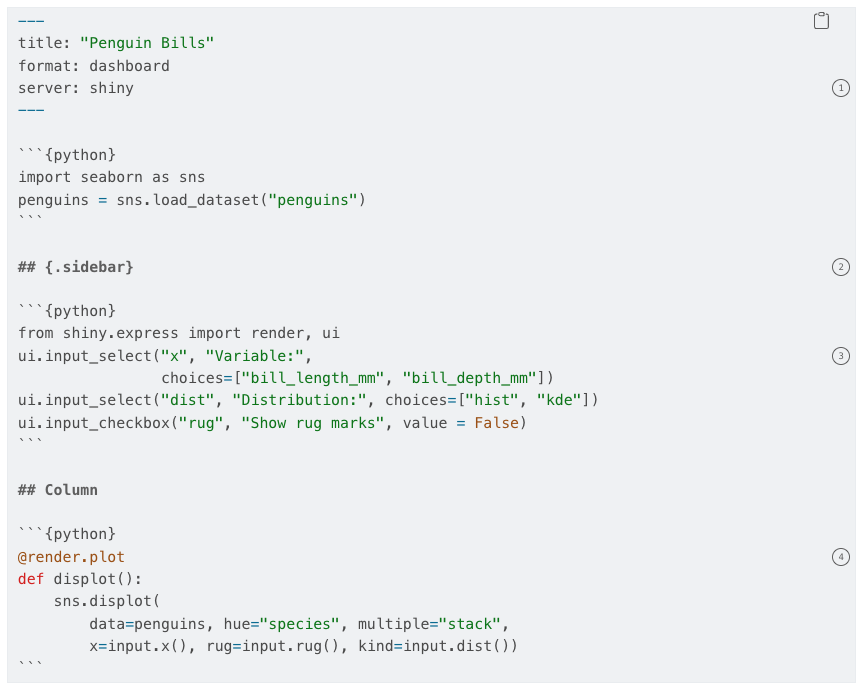 ---
title: "Penguin Bills"
format: dashboard
server: shiny
1
---
```{python}
import seaborn as sns
penguins = sns.load_dataset("penguins")
```
## {.sidebar}
2
```{python}
from shiny.express import render, ui
ui.input_select("x", "Variable:",
3
                choices=["bill_length_mm", "bill_depth_mm"])
ui.input_select("dist", "Distribution:", choices=["hist", "kde"])
ui.input_checkbox("rug", "Show rug marks", value = False)
```
## Column
```{python}
@render.plot
4
def displot():
    sns.displot(
        data=penguins, hue="species", multiple="stack",
        x=input.x(), rug=input.rug(), kind=input.dist())
```